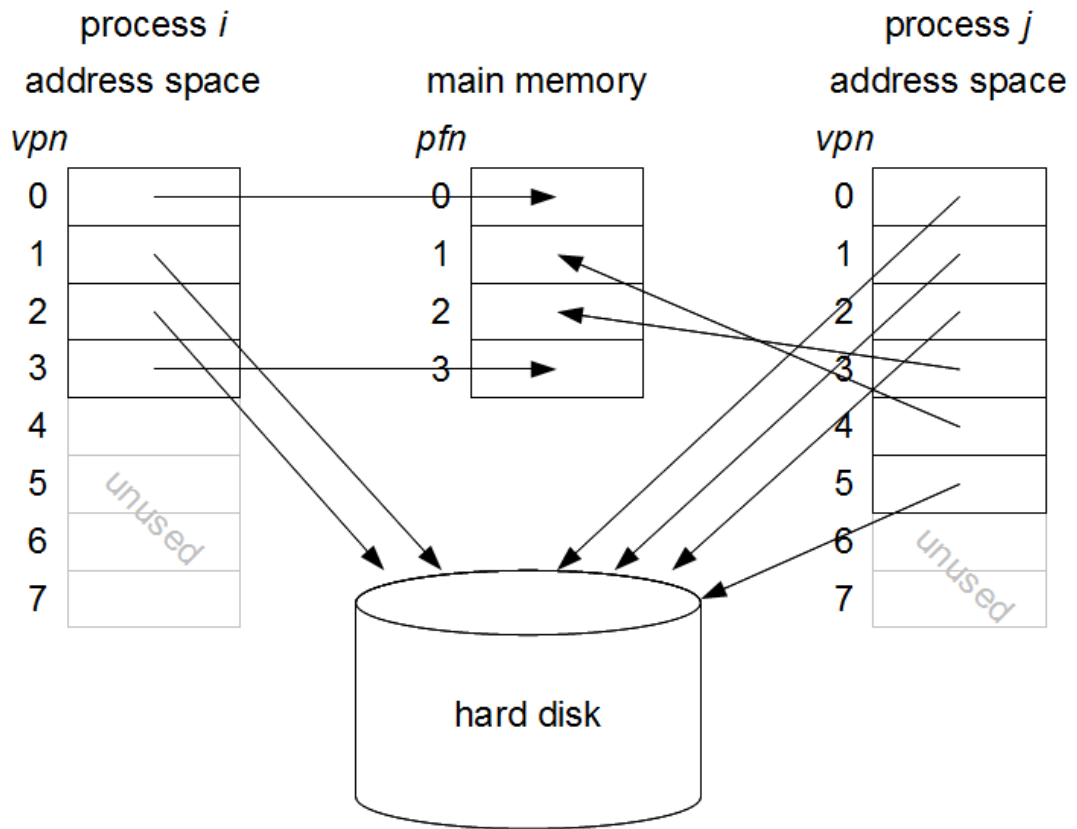 process i
process j
address space
main memory
address space
vpn
pfn
vpn
0
0
0
1
1
1
2
2
2
3
3
3
4
4
5
unused
5
6
6
unused
7
7
hard disk